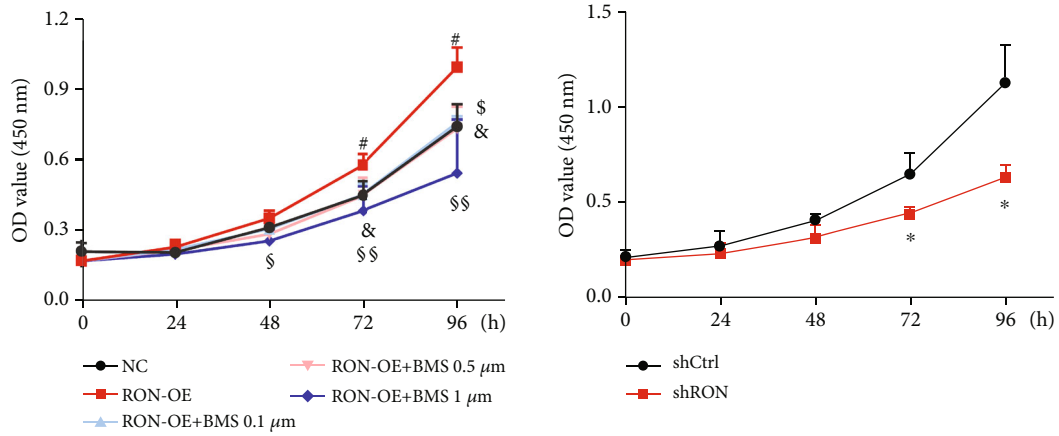 OD value (450 nm)
1.2
0.9
0.6
0.3
0.0
#
#
$
&
&
§
§§
§§
0
24
48
72
96
(h)
NC
RON-OE
RON-OE+BMS 0.1 μm
RON-OE+BMS 0.5 μm
RON-OE+BMS 1 μm
OD value (450 nm)
1.5
1.0
0.5
0.0
*
*
0
24
48
72
96
(h)
shCtrl
shRON